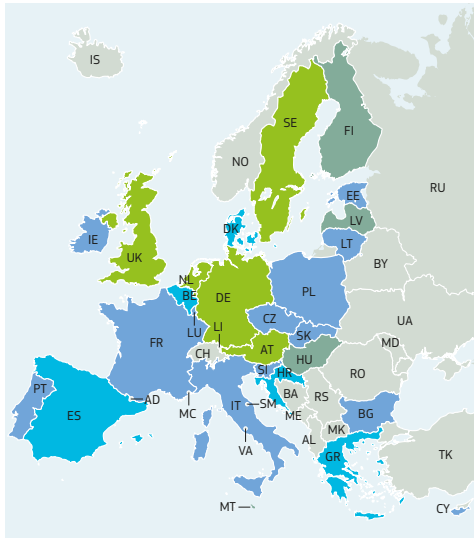 IS
SE
FI
NO
RU
EE
LV
DK
LT
IE
BY
UK
NL
BE
DE
PL
CZ
UA
LU
LI
SK
FR
MD
AT
CH
HU
RO
SI
HR
PT
AD
BA
RS
ES
MC
IT
SM
ME
BG
MK
AL
VA
GR
TK
MT
CY